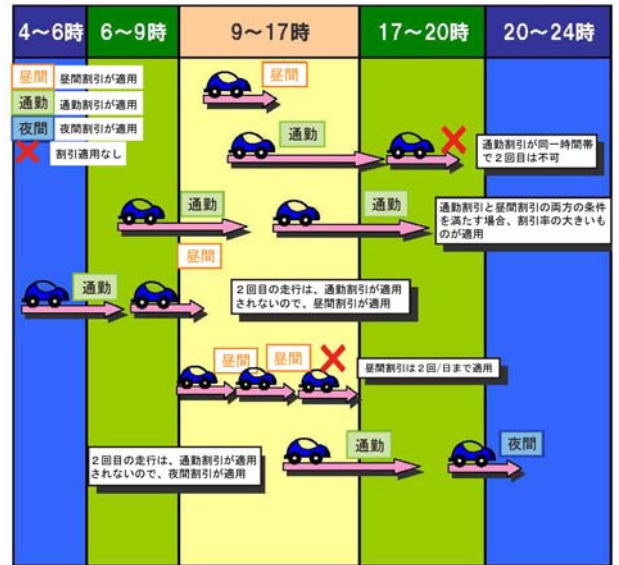 4～6時 6～9時 9～17時 17～20時 20～24時
昼間 昼間割引が適用
通勤 通勤割引が適用
夜間 夜間割引が適用
割引適用なし
昼間
通勤
通勤割引が同一時間帯
で2回目は不可
通勤
通勤
通勤割引と昼間割引の両方の条件
を満たす場合、割引率の大きいも
のが適用
昼間
通勤
2回目の走行は、通勤割引が適用
されないので、昼間割引が適用
昼間 昼間
昼間割引は2回/日まで適用
通勤
夜間
2回目の走行は、通勤割引が適用
されないので、夜間割引が適用